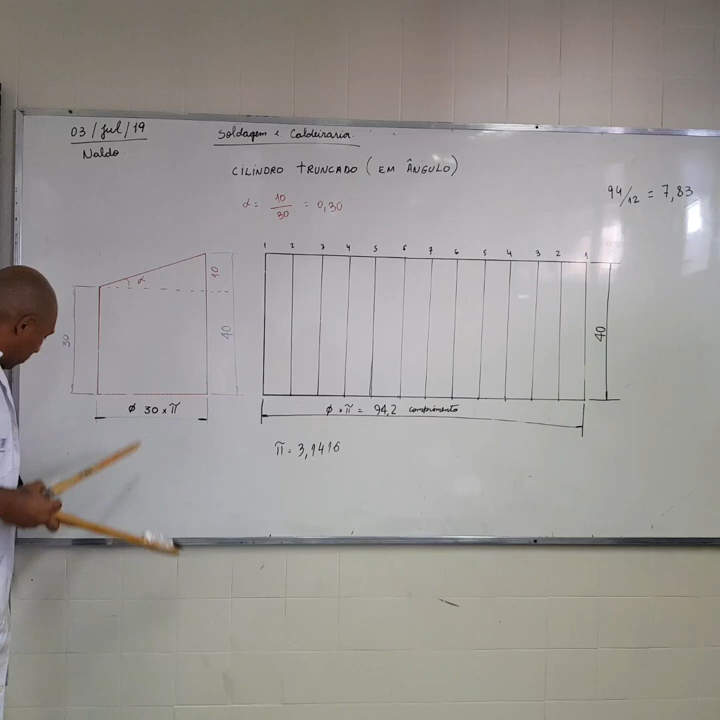 03/Jul/19
Naldo
Soldagem e Caldeiraria.
CILINDRO TRUNCADO (EM ÂNGULO)
α = 10/30 = 0,30
94/12 = 7,83
1 2 3 4 5 6 7 6 5 4 3 2 1
α
10
30
40
40
φ 30 x π
φ x π = 94,2 comprimento
π = 3,1416